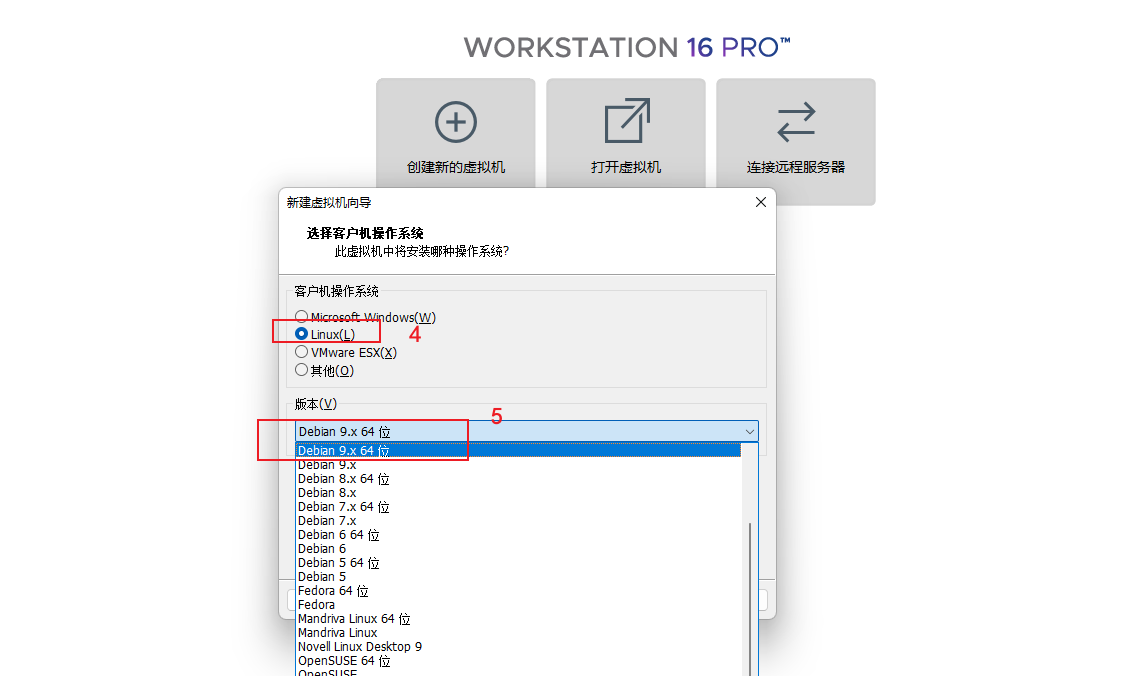 WORKSTATION 16 PRO™
创建新的虚拟机
打开虚拟机
连接远程服务器
新建虚拟机向导
选择客户机操作系统
此虚拟机中将安装哪种操作系统?
客户机操作系统
Microsoft Windows(W)
Linux(L)
4
VMware ESX(X)
其他(O)
版本(V)
5
Debian 9.x 64 位
Debian 9.x 64 位
Debian 9.x
Debian 8.x 64 位
Debian 8.x
Debian 7.x 64 位
Debian 7.x
Debian 6 64 位
Debian 6
Debian 5 64 位
Debian 5
Fedora 64 位
Fedora
Mandriva Linux 64 位
Mandriva Linux
Novell Linux Desktop 9
OpenSUSE 64 位
OpenSUSE